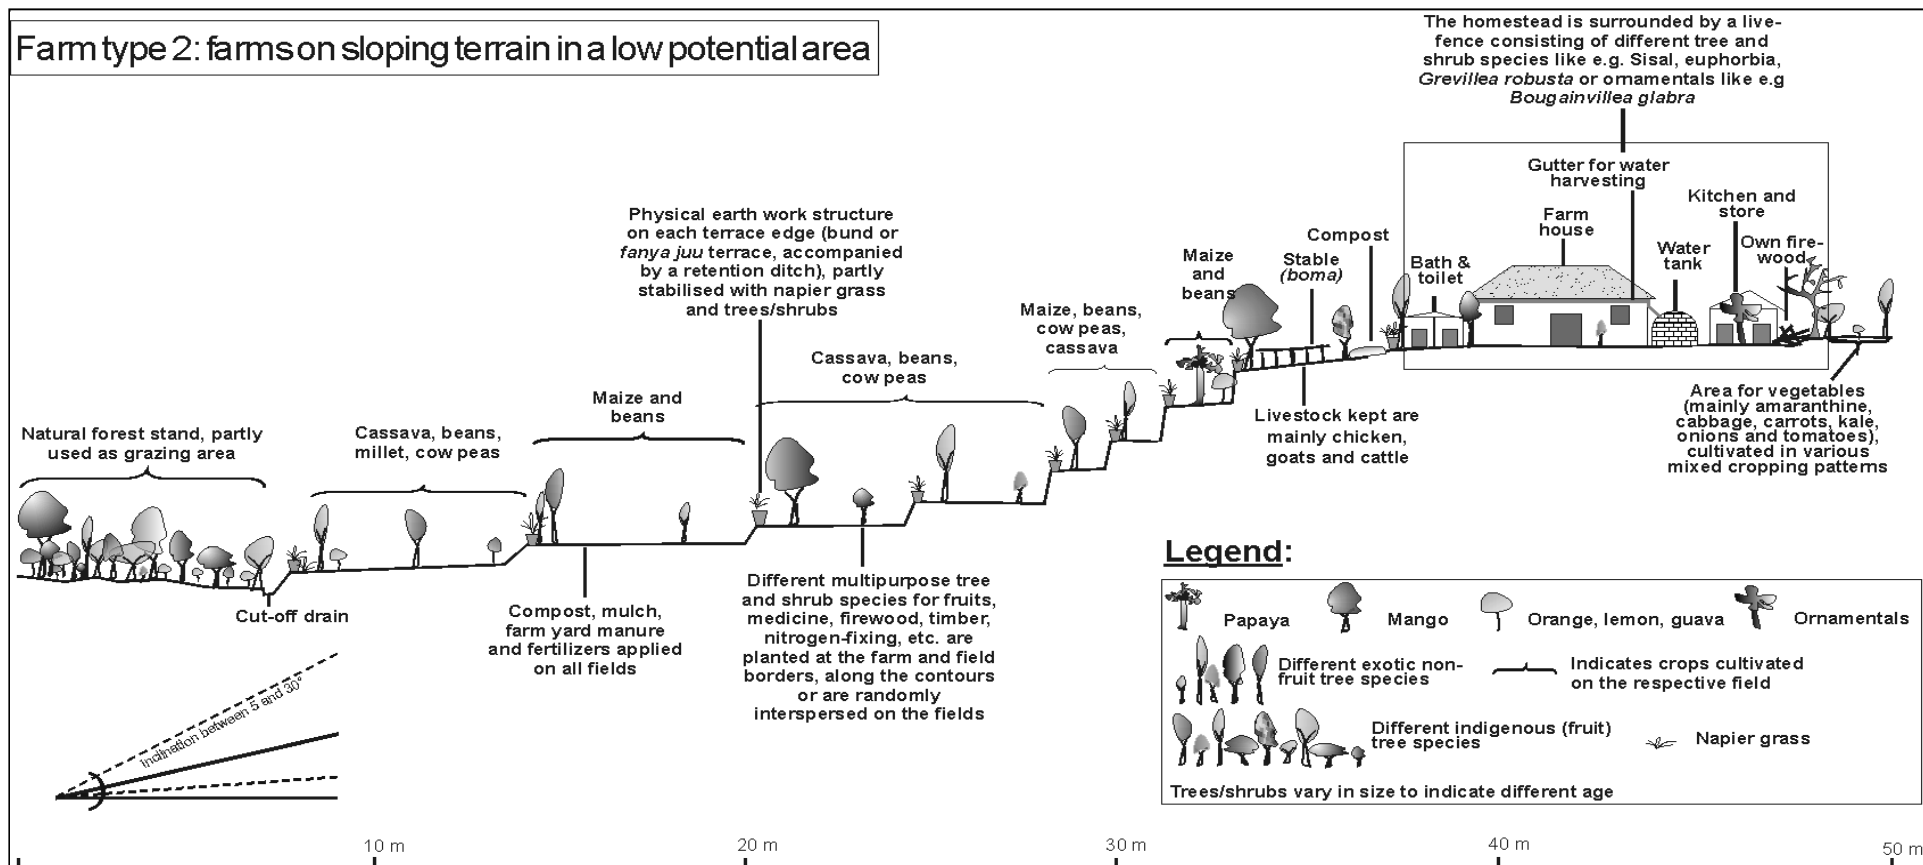 Farm type 2: farms on sloping terrain in a low potential area
The homestead is surrounded by a live-
fence consisting of different tree and
shrub species like e.g. Sisal, euphorbia,
Grevillea robusta or ornamentals like e.g
Bougainvillea glabra
Gutter for water
harvesting
Kitchen and
store
Farm
house
Own fire-
wood
Water
tank
Bath &
toilet
Compost
Stable
(boma)
Maize
and
beans
Physical earth work structure
on each terrace edge (bund or
fanya juu terrace, accompanied
by a retention ditch), partly
stabilised with napier grass
and trees/shrubs
Maize, beans,
cow peas,
cassava
Cassava, beans,
cow peas
Maize and
beans
Cassava, beans,
millet, cow peas
Natural forest stand, partly
used as grazing area
Livestock kept are
mainly chicken,
goats and cattle
Area for vegetables
(mainly amaranthine,
cabbage, carrots, kale,
onions and tomatoes),
cultivated in various
mixed cropping patterns
Cut-off drain
Compost, mulch,
farm yard manure
and fertilizers applied
on all fields
Different multipurpose tree
and shrub species for fruits,
medicine, firewood, timber,
nitrogen-fixing, etc. are
planted at the farm and field
borders, along the contours
or are randomly
interspersed on the fields
Inclination between 5 and 30°
Legend:
Papaya
Mango
Orange, lemon, guava
Ornamentals
Different exotic non-
fruit tree species
Indicates crops cultivated
on the respective field
Different indigenous (fruit)
tree species
Napier grass
Trees/shrubs vary in size to indicate different age
10 m
20 m
30 m
40 m
50 m